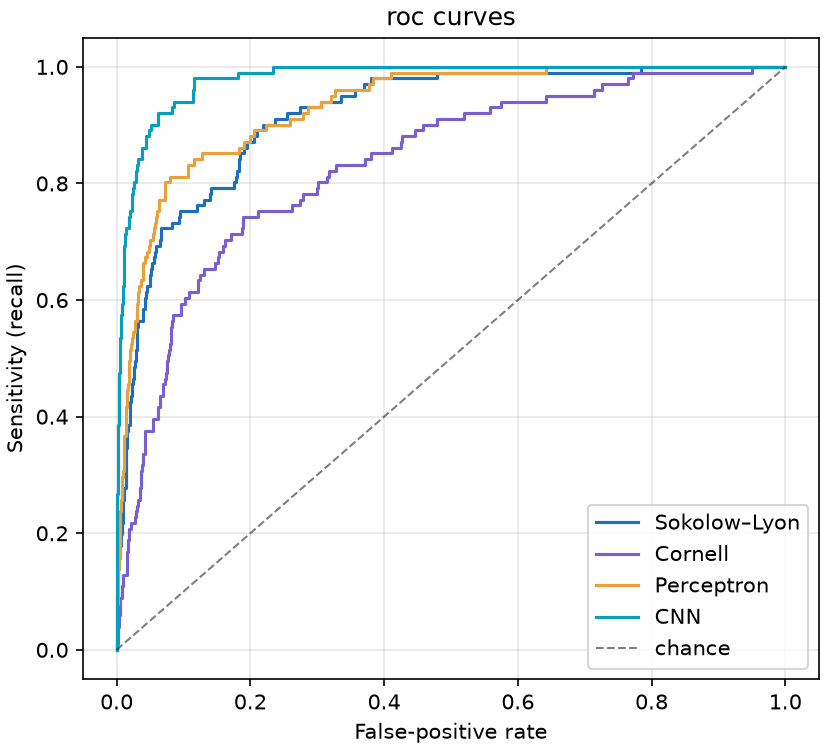 roc curves
Sensitivity (recall)
1.0
0.8
0.6
0.4
0.2
0.0
0.0 0.2 0.4 0.6 0.8 1.0
False-positive rate
Sokolow–Lyon
Cornell
Perceptron
CNN
chance